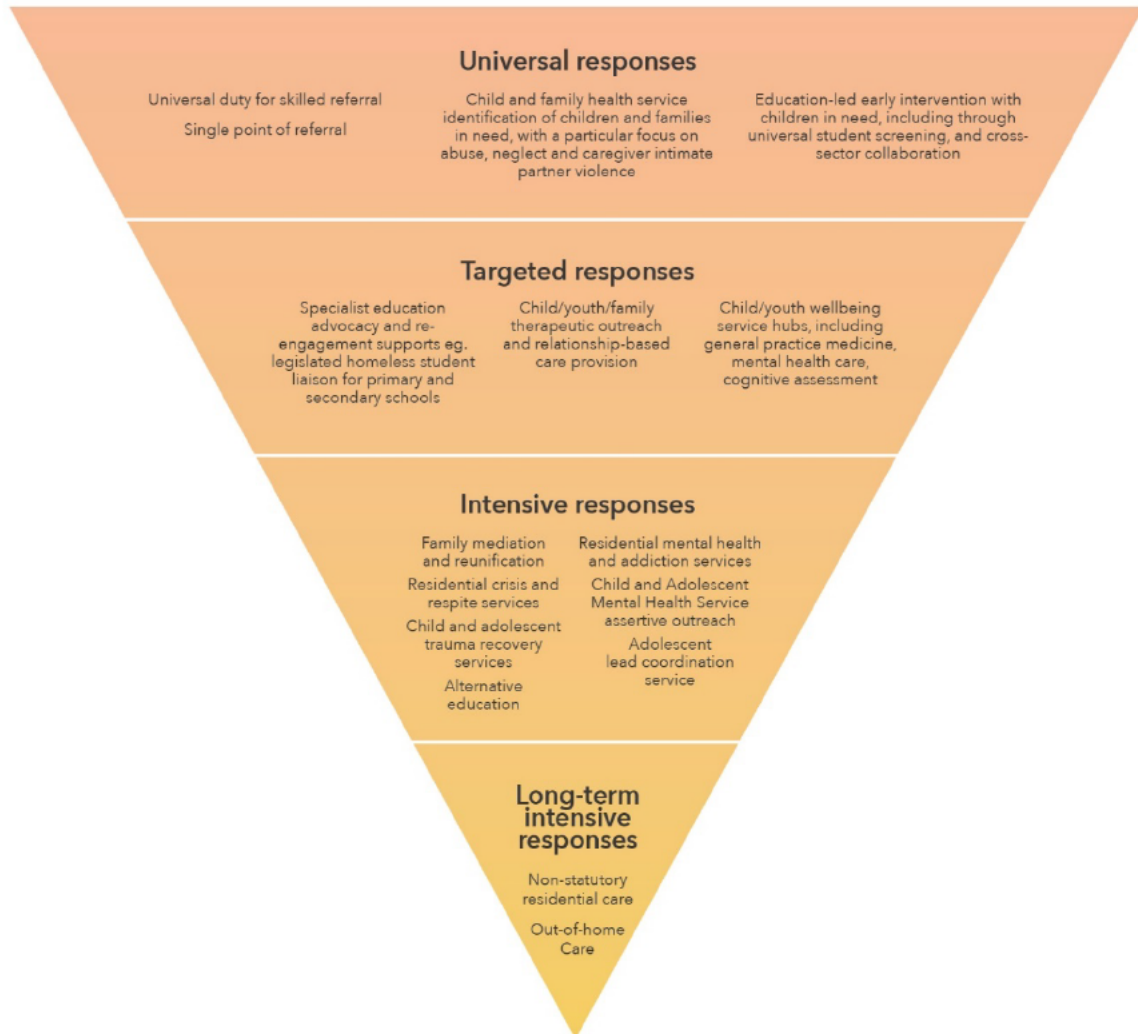 Universal responses
Universal duty for skilled referral
Single point of referral
Child and family health service
identification of children and families
in need, with a particular focus on
abuse, neglect and caregiver intimate
partner violence
Education-led early intervention with
children in need, including through
universal student screening, and cross-
sector collaboration
Targeted responses
Specialist education
advocacy and re-
engagement supports eg.
legislated homeless student
liaison for primary and
secondary schools
Child/youth/family
therapeutic outreach
and relationship-based
care provision
Child/youth wellbeing
service hubs, including
general practice medicine,
mental health care,
cognitive assessment
Intensive responses
Family mediation
and reunification
Residential crisis and
respite services
Child and adolescent
trauma recovery
services
Alternative
education
Residential mental health
and addiction services
Child and Adolescent
Mental Health Service
assertive outreach
Adolescent
lead coordination
service
Long-term
intensive
responses
Non-statutory
residential care
Out-of-home
Care